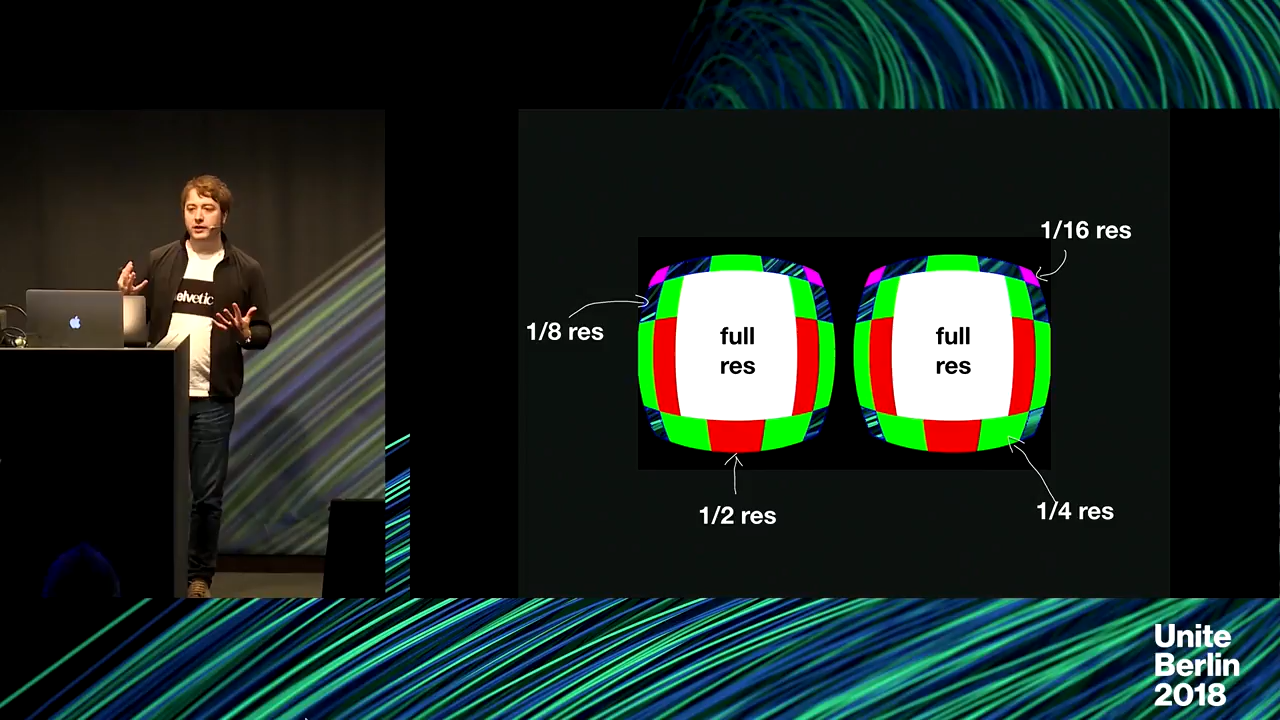 elvetic
1/16 res
1/8 res
full
res
full
res
1/2 res
1/4 res
Unite
Berlin
2018